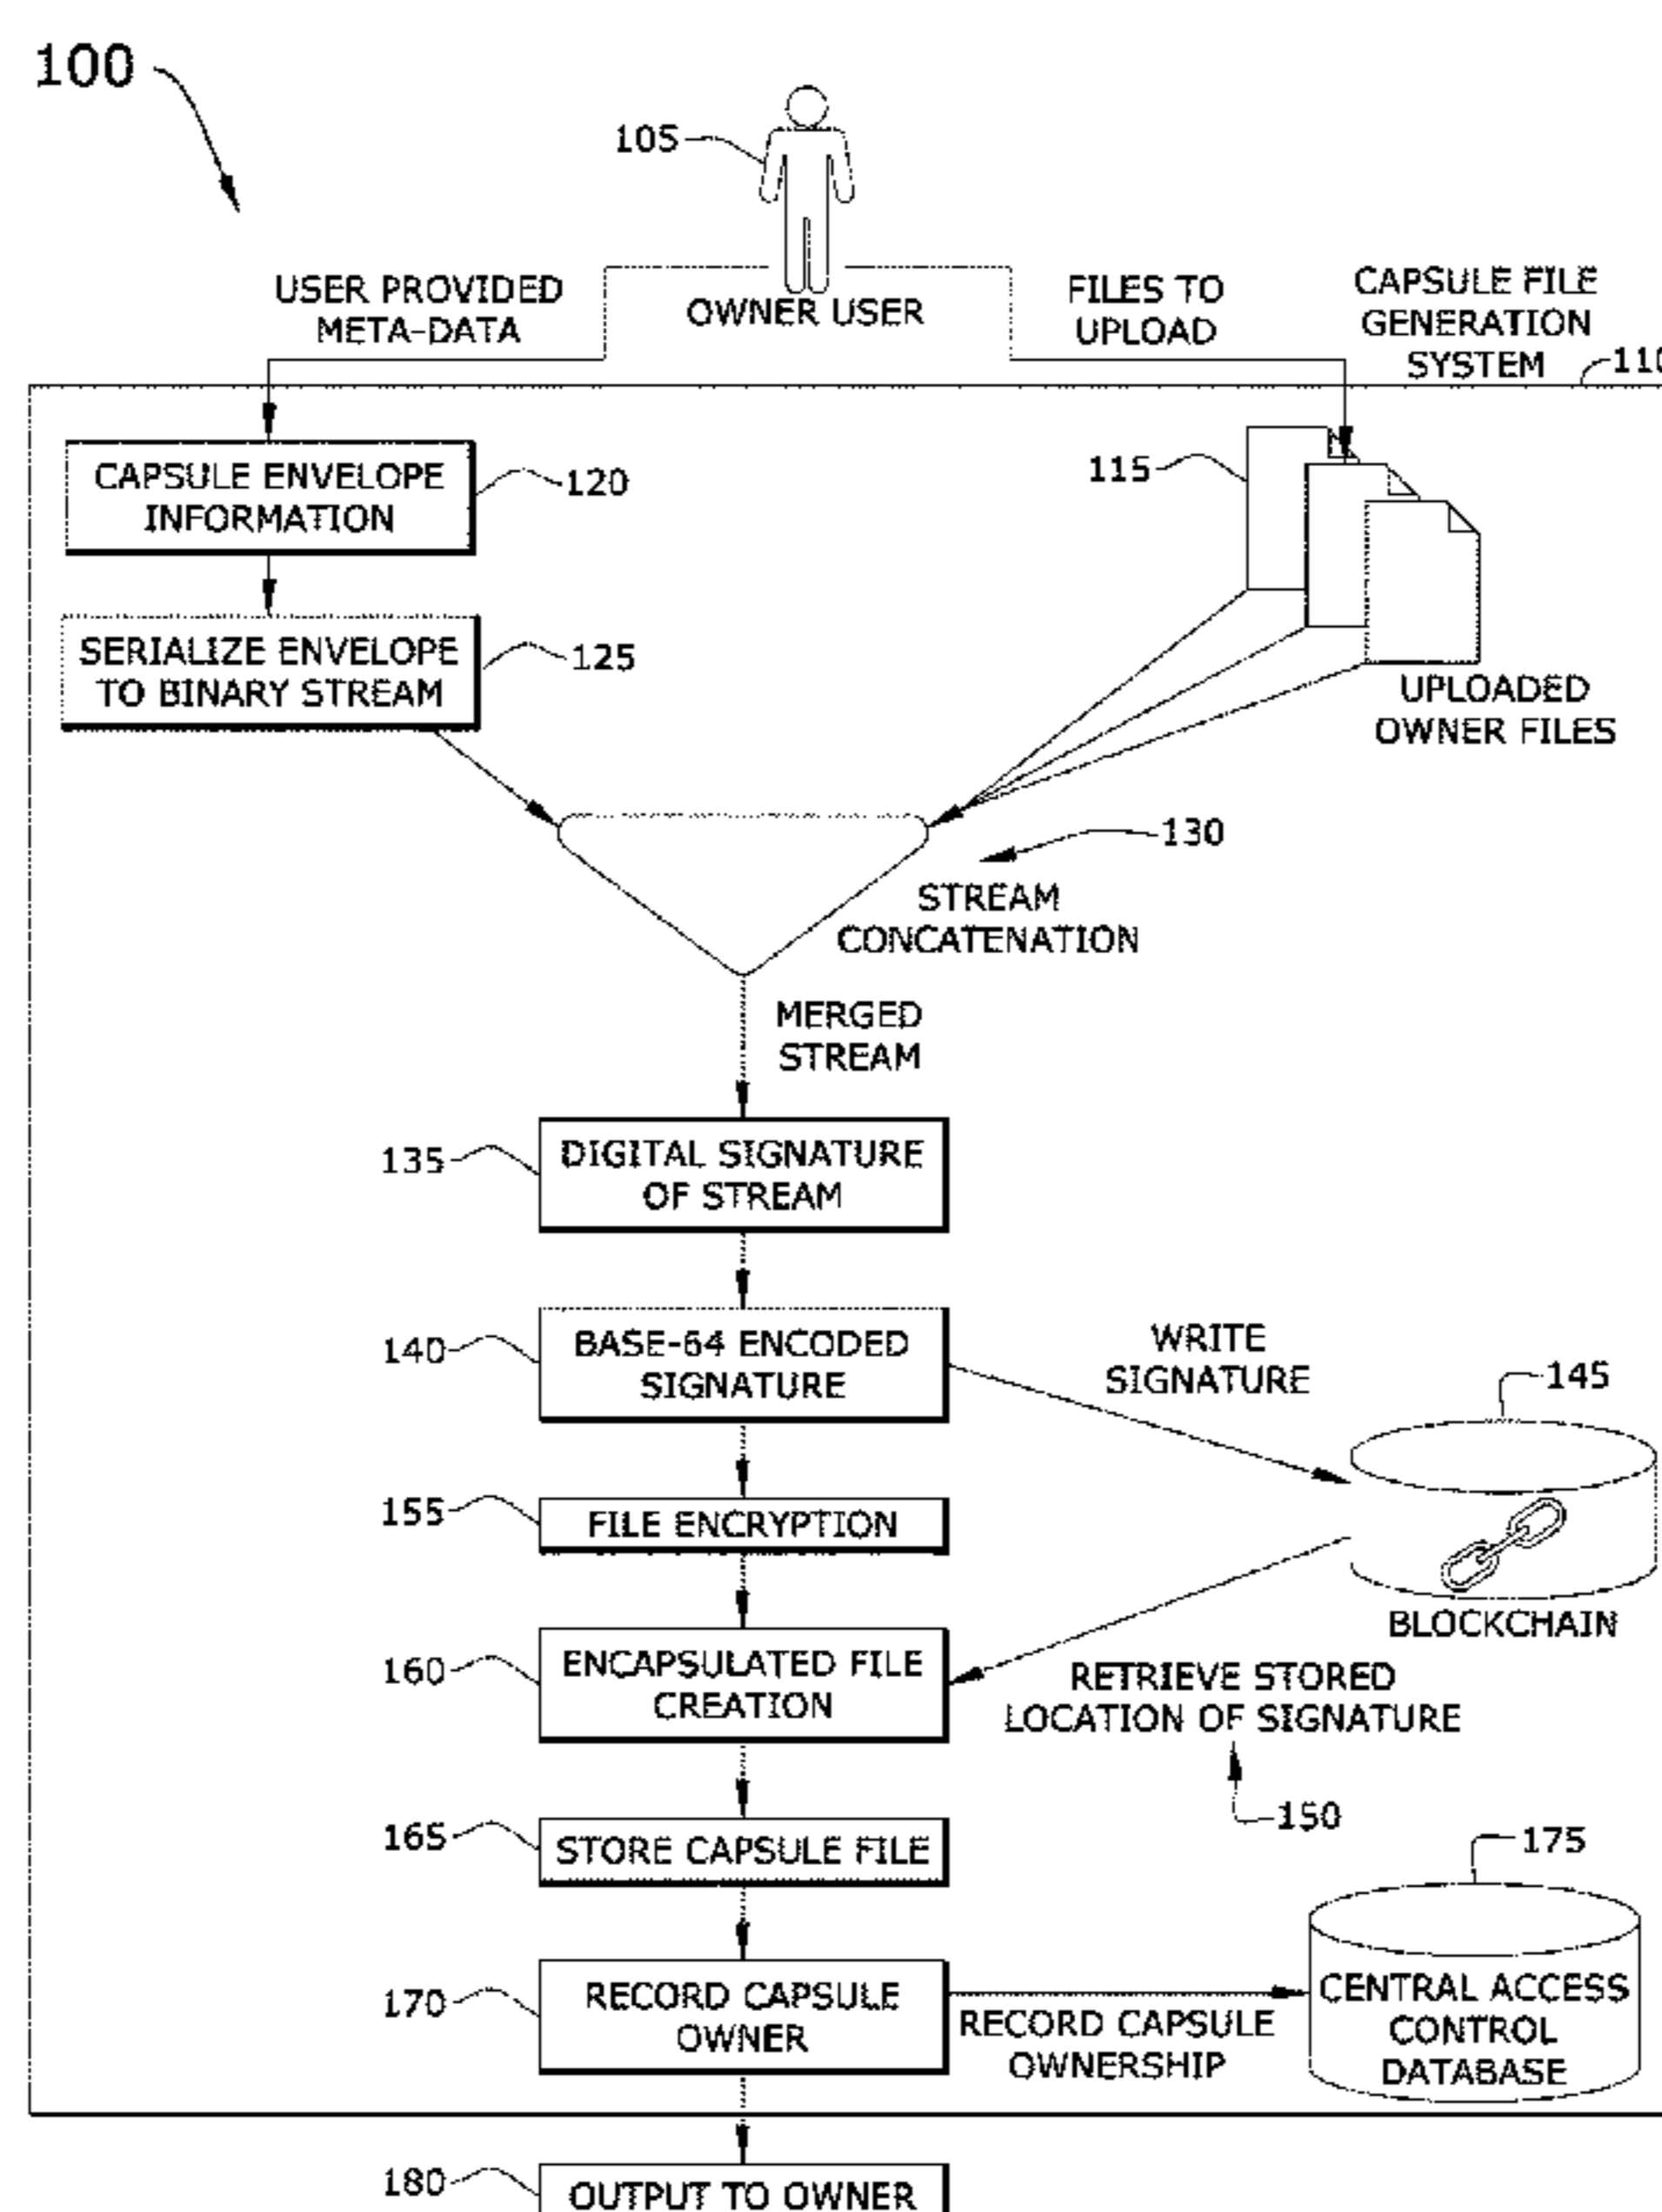 100
105
USER PROVIDED
META-DATA
OWNER USER
FILES TO
UPLOAD
CAPSULE FILE
GENERATION
SYSTEM
CAPSULE ENVELOPE
INFORMATION
120
115
SERIALIZE ENVELOPE
TO BINARY STREAM
125
UPLOADED
OWNER FILES
130
STREAM
CONCATENATION
MERGED
STREAM
135
DIGITAL SIGNATURE
OF STREAM
140
BASE-64 ENCODED
SIGNATURE
WRITE
SIGNATURE
145
155
FILE ENCRYPTION
BLOCKCHAIN
160
ENCAPSULATED FILE
CREATION
RETRIEVE STORED
LOCATION OF SIGNATURE
150
165
STORE CAPSULE FILE
175
170
RECORD CAPSULE
OWNER
RECORD CAPSULE
OWNERSHIP
CENTRAL ACCESS
CONTROL
DATABASE
180
OUTPUT TO OWNER